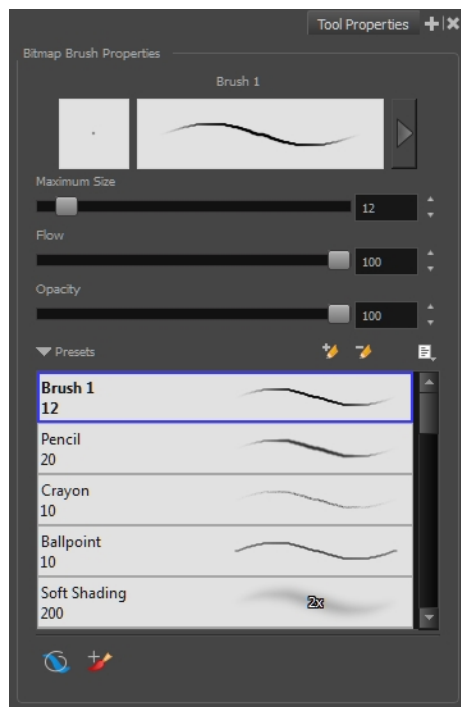 Tool Properties
Bitmap Brush Properties
Brush 1
Maximum Size
12
Flow
100
Opacity
100
Presets
Brush 1
12
Pencil
20
Crayon
10
Ballpoint
10
Soft Shading
200
2x